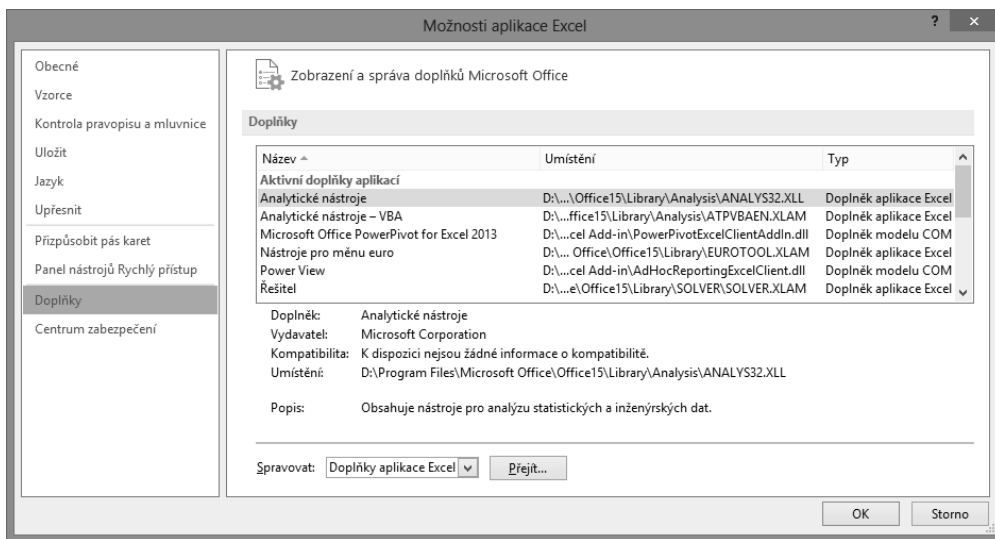 Možnosti aplikace Excel
?
×
Obecné
Vzorce
Kontrola pravopisu a mluvnice
Uložit
Jazyk
Upřesnit
Přizpůsobit pás karet
Panel nástrojů Rychlý přístup
Doplňky
Centrum zabezpečení
Zobrazení a správa doplňků Microsoft Office
Doplňky
Název Umístění Typ
Aktivní doplňky aplikací
Analytické nástroje D:\...\Office15\Library\Analysis\ANALYS32.XLL Doplněk aplikace Excel
Analytické nástroje – VBA D:\...ffice15\Library\Analysis\ATPVBAEN.XLAM Doplněk aplikace Excel
Microsoft Office PowerPivot for Excel 2013 D:\...cel Add-in\PowerPivotExcelClientAddIn.dll Doplněk modelu COM
Nástroje pro měnu euro D:\... Office\Office15\Library\EUROTOOL.XLAM Doplněk aplikace Excel
Power View D:\...cel Add-in\AdHocReportingExcelClient.dll Doplněk modelu COM
Řešitel D:\...e\Office15\Library\SOLVER\SOLVER.XLAM Doplněk aplikace Excel
Doplněk: Analytické nástroje
Vydavatel: Microsoft Corporation
Kompatibilita: K dispozici nejsou žádné informace o kompatibilitě.
Umístění: D:\Program Files\Microsoft Office\Office15\Library\Analysis\ANALYS32.XLL
Popis: Obsahuje nástroje pro analýzu statistických a inženýrských dat.
Spravovat: Doplňky aplikace Excel Přejít...
OK Storno